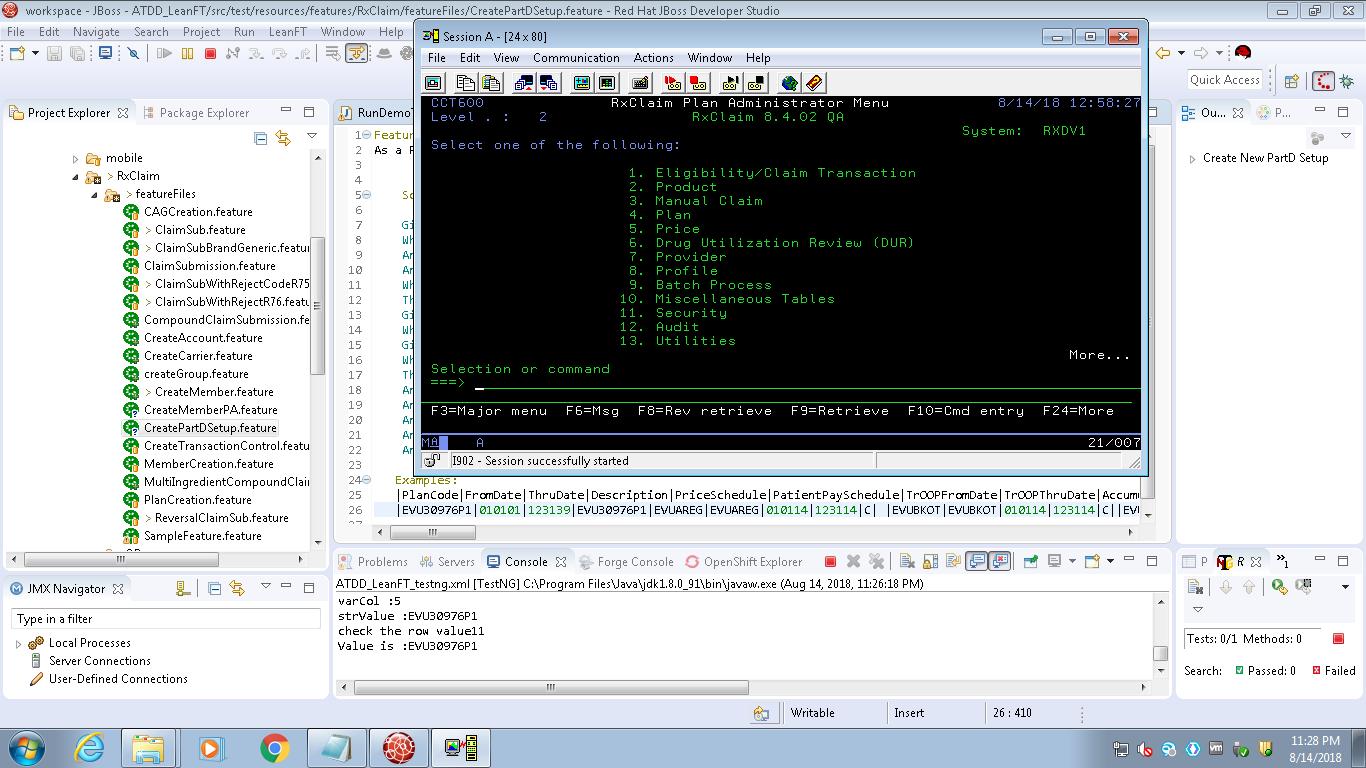 workspace - JBoss - ATDD_LeanFT/src/test/resources/features/RxClaim/featureFiles/CreatePartDSetup.feature - Red Hat JBoss Developer Studio
File Edit Navigate Search Project Run LeanFT Window Help
Quick Access
Project Explorer
Package Explorer
mobile
> RxClaim
> featureFiles
CAGCreation.feature
> ClaimSub.feature
> ClaimSubBrandGeneric.featur
ClaimSubmission.feature
> ClaimSubWithRejectCodeR75
> ClaimSubWithRejectR76.featu
CompoundClaimSubmission.fe
CreateAccount.feature
CreateCarrier.feature
createGroup.feature
> CreateMember.feature
CreateMemberPA.feature
CreatePartDSetup.feature
CreateTransactionControl.featu
MemberCreation.feature
MultiIngredientCompoundClai
PlanCreation.feature
> ReversalClaimSub.feature
SampleFeature.feature
JMX Navigator
Type in a filter
Local Processes
Server Connections
User-Defined Connections
RunDemoT
1 Featur
2 As a R
3
5 Sc
7 Gi
8 Wh
9 An
10 An
11 Wh
12 Th
13 Gi
14 Wh
15 Gi
16 Wh
17 Th
18 An
19 An
20 An
21 An
22 An
24 Examples:
25 |PlanCode|FromDate|ThruDate|Description|PriceSchedule|PatientPaySchedule|TrOOPFromDate|TrOOPThruDate|Accumu
26 |EVU30976P1|010101|123139|EVU30976P1|EVUAREG|EVUAREG|010114|123114|C| |EVUBKOT|EVUBKOT|010114|123114|C||EVU
27
Session A - [24 x 80]
File Edit View Communication Actions Window Help
CCT600 RxClaim Plan Administrator Menu 8/14/18 12:58:27
Level . : 2 RxClaim 8.4.02 QA
System: RXDV1
Select one of the following:
1. Eligibility/Claim Transaction
2. Product
3. Manual Claim
4. Plan
5. Price
6. Drug Utilization Review (DUR)
7. Provider
8. Profile
9. Batch Process
10. Miscellaneous Tables
11. Security
12. Audit
13. Utilities
More...
Selection or command
===> _
F3=Major menu F6=Msg F8=Rev retrieve F9=Retrieve F10=Cmd entry F24=More
MA A 21/007
I902 - Session successfully started
Ou...
P...
Create New PartD Setup
Problems Servers Console Forge Console OpenShift Explorer
ATDD_LeanFT_testng.xml [TestNG] C:\Program Files\Java\jdk1.8.0_91\bin\javaw.exe (Aug 14, 2018, 11:26:18 PM)
varCol :5
strValue :EVU30976P1
check the row value11
Value is :EVU30976P1
P R »1
Tests: 0/1 Methods: 0
Search: Passed: 0 Failed
Writable Insert 26 : 410
11:28 PM
8/14/2018